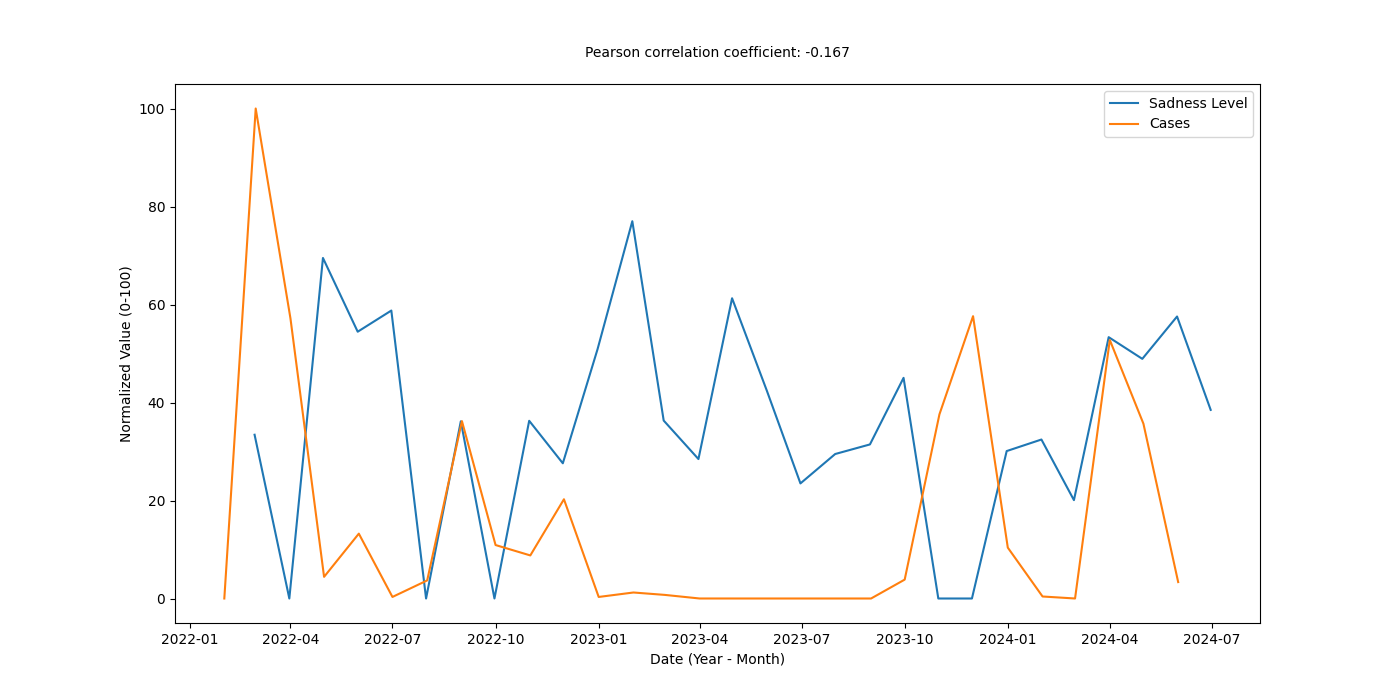 Pearson correlation coefficient: -0.167
Sadness Level
Cases
100
80
60
40
20
0
Normalized Value (0-100)
2022-01 2022-04 2022-07 2022-10 2023-01 2023-04 2023-07 2023-10 2024-01 2024-04 2024-07
Date (Year - Month)